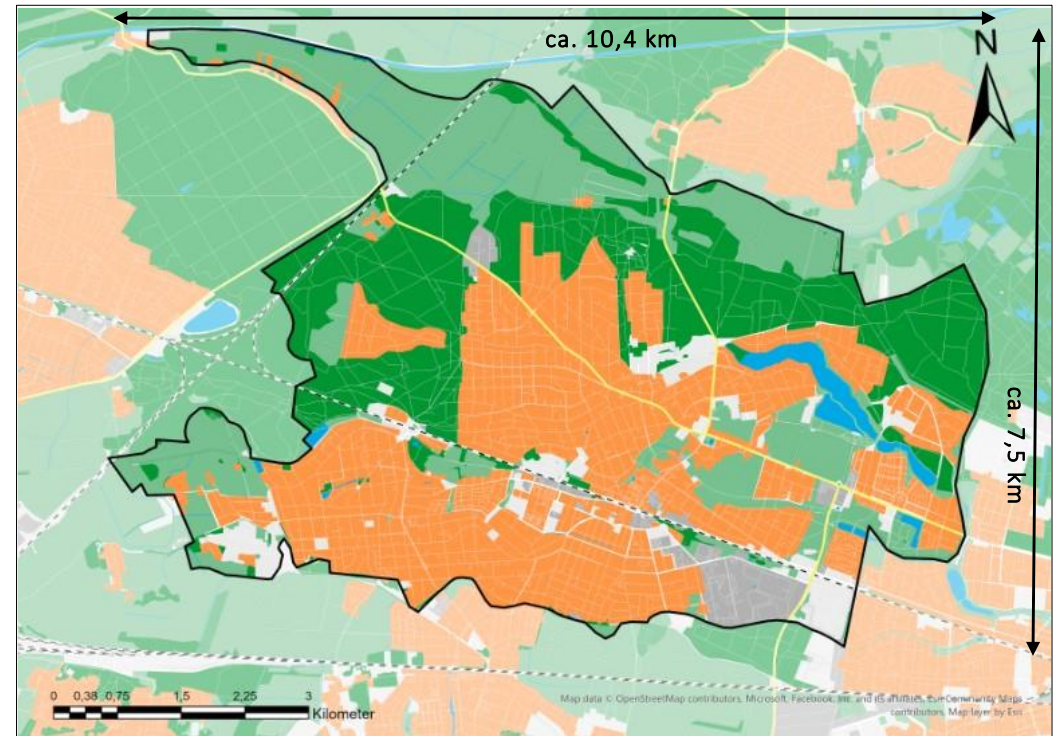 ca. 10,4 km
N
ca. 7,5 km
0 0,38 0,75 1,5 2,25 3
Kilometer
Map data © OpenStreetMap contributors, Microsoft, Facebook, Inc. and its affiliates, Esri Community Maps
contributors, Map layer by Esri